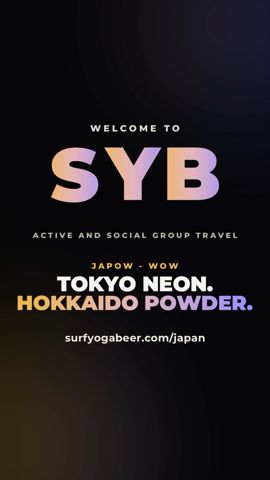 WELCOME TO
SYB
ACTIVE AND SOCIAL GROUP TRAVEL
JAPOW - WOW
TOKYO NEON.
HOKKAIDO POWDER.
surfyogabeer.com/japan